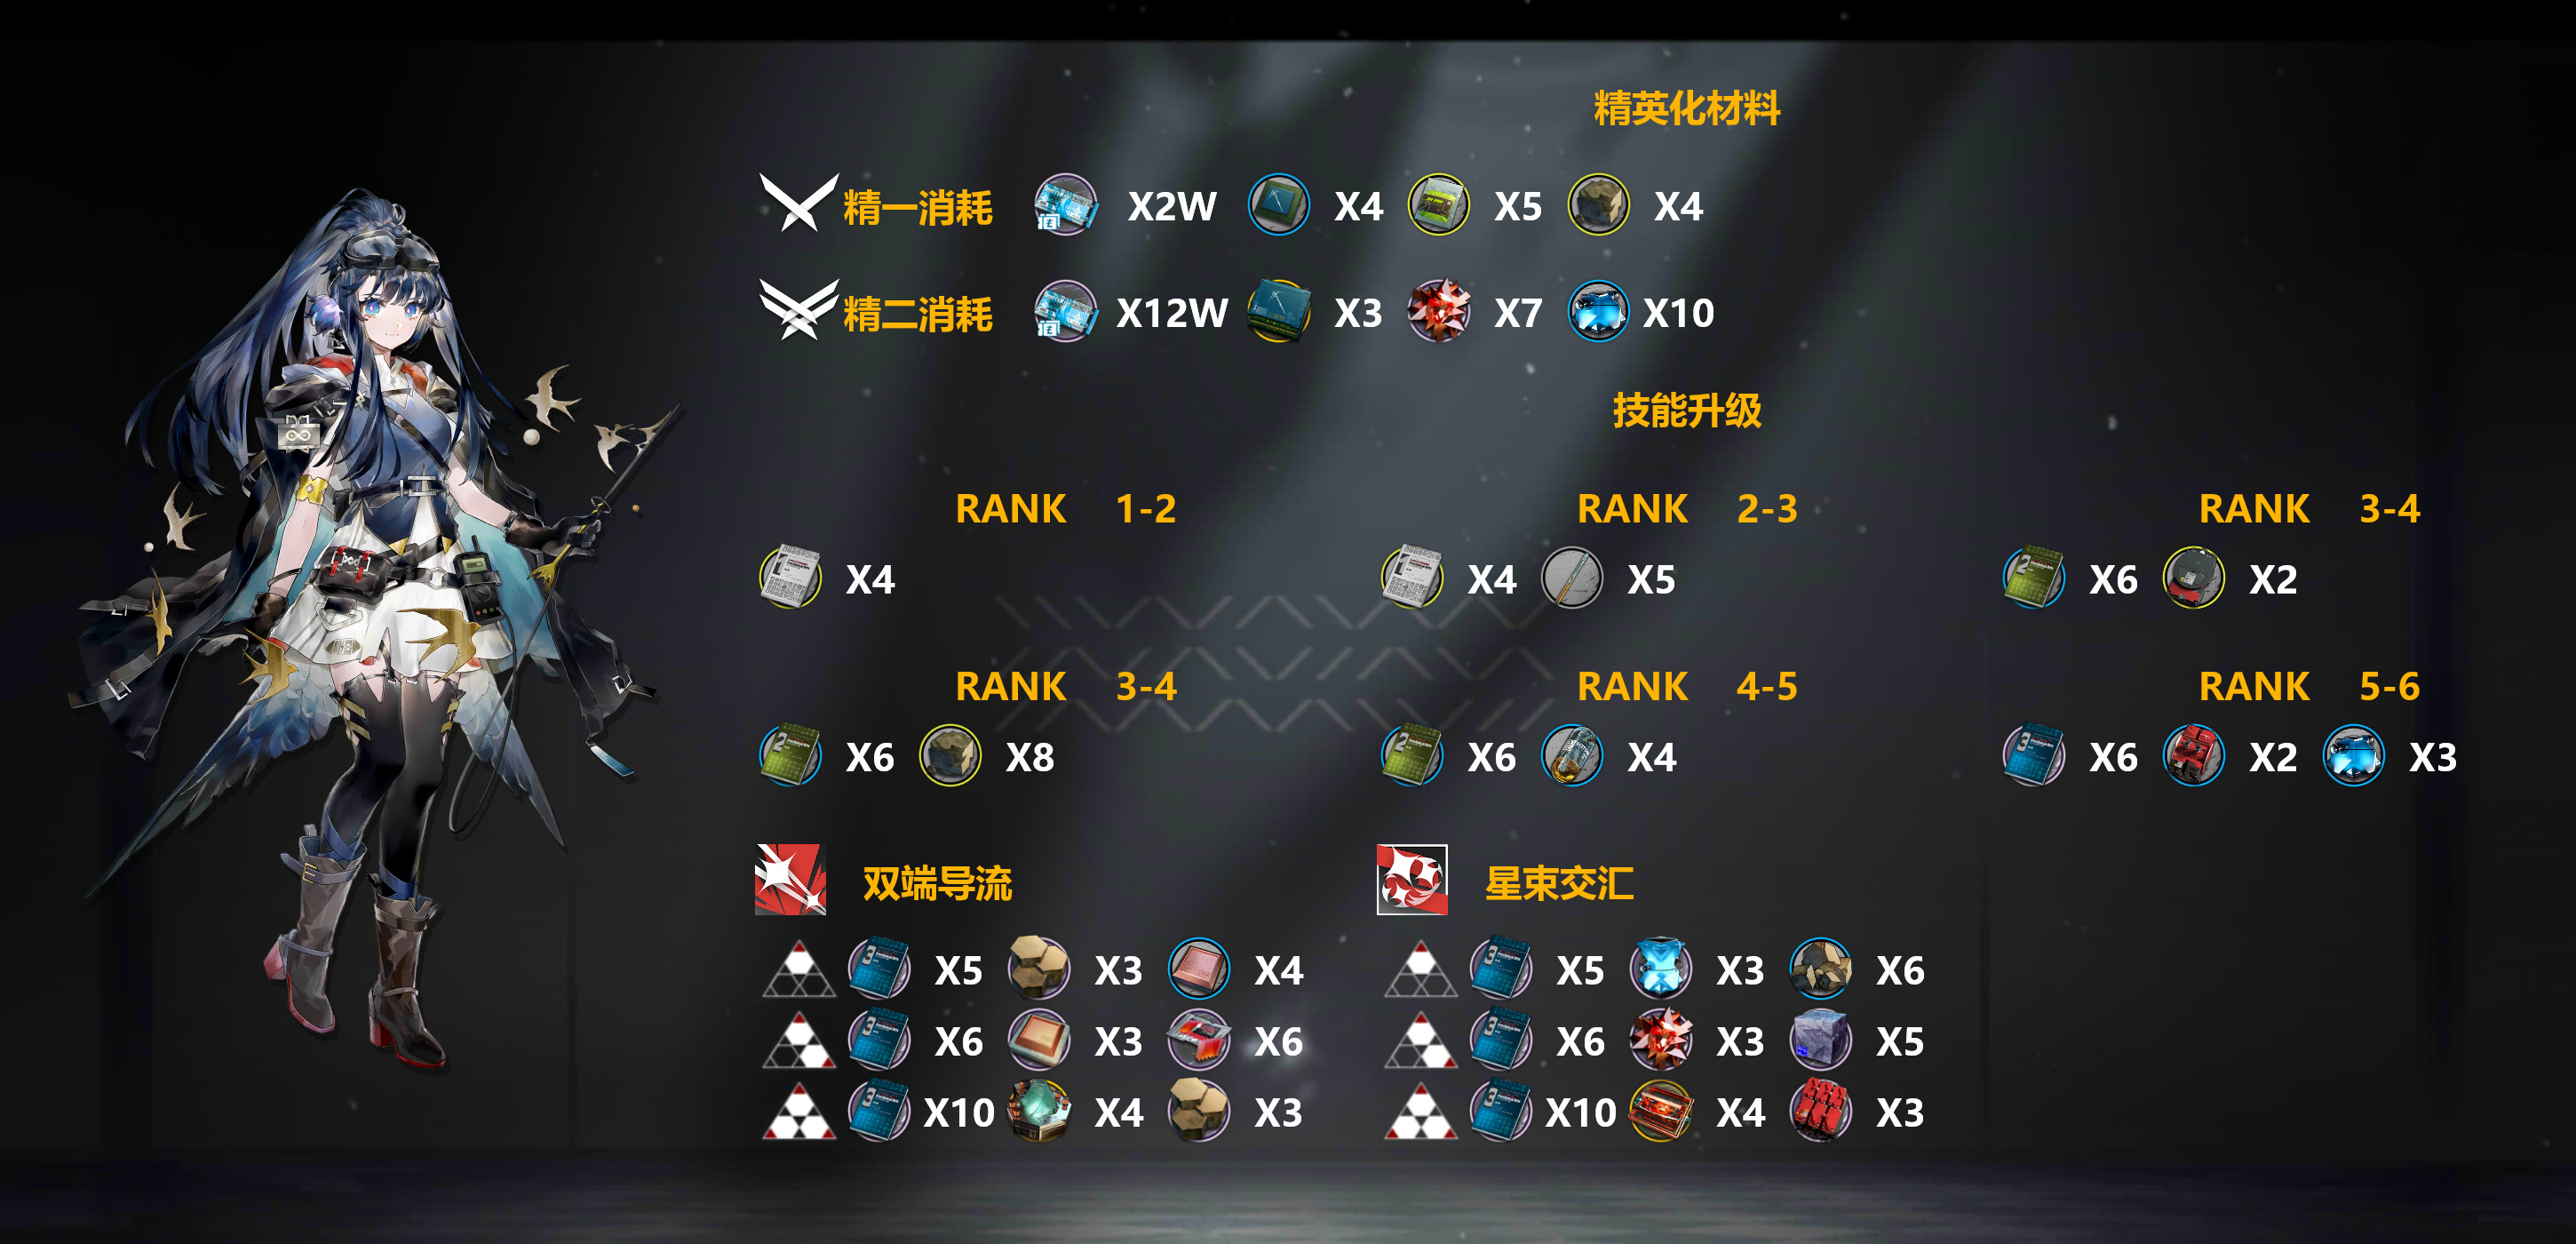 精英化材料
精一消耗 X2W X4 X5 X4
精二消耗 X12W X3 X7 X10
技能升级
RANK 1-2 RANK 2-3 RANK 3-4
X4 X4 X5 X6 X2
RANK 3-4 RANK 4-5 RANK 5-6
X6 X8 X6 X4 X6 X2 X3
双端导流 星束交汇
X5 X3 X4 X5 X3 X6
X6 X3 X6 X6 X3 X5
X10 X4 X3 X10 X4 X3